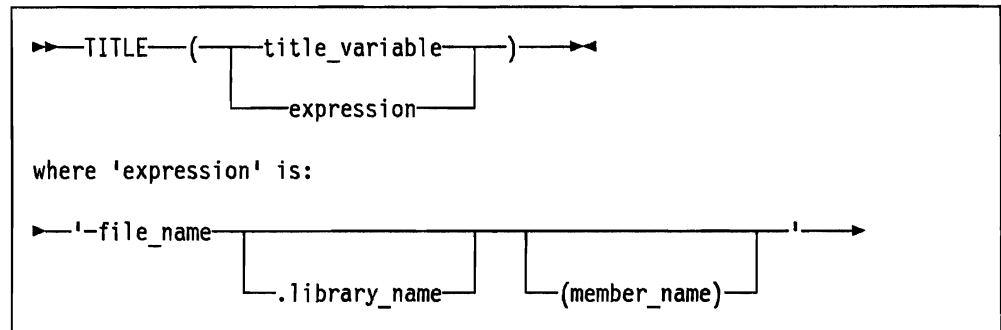 TITLE ( title_variable )
expression
where 'expression' is:
'-file_name '
.library_name (member_name)